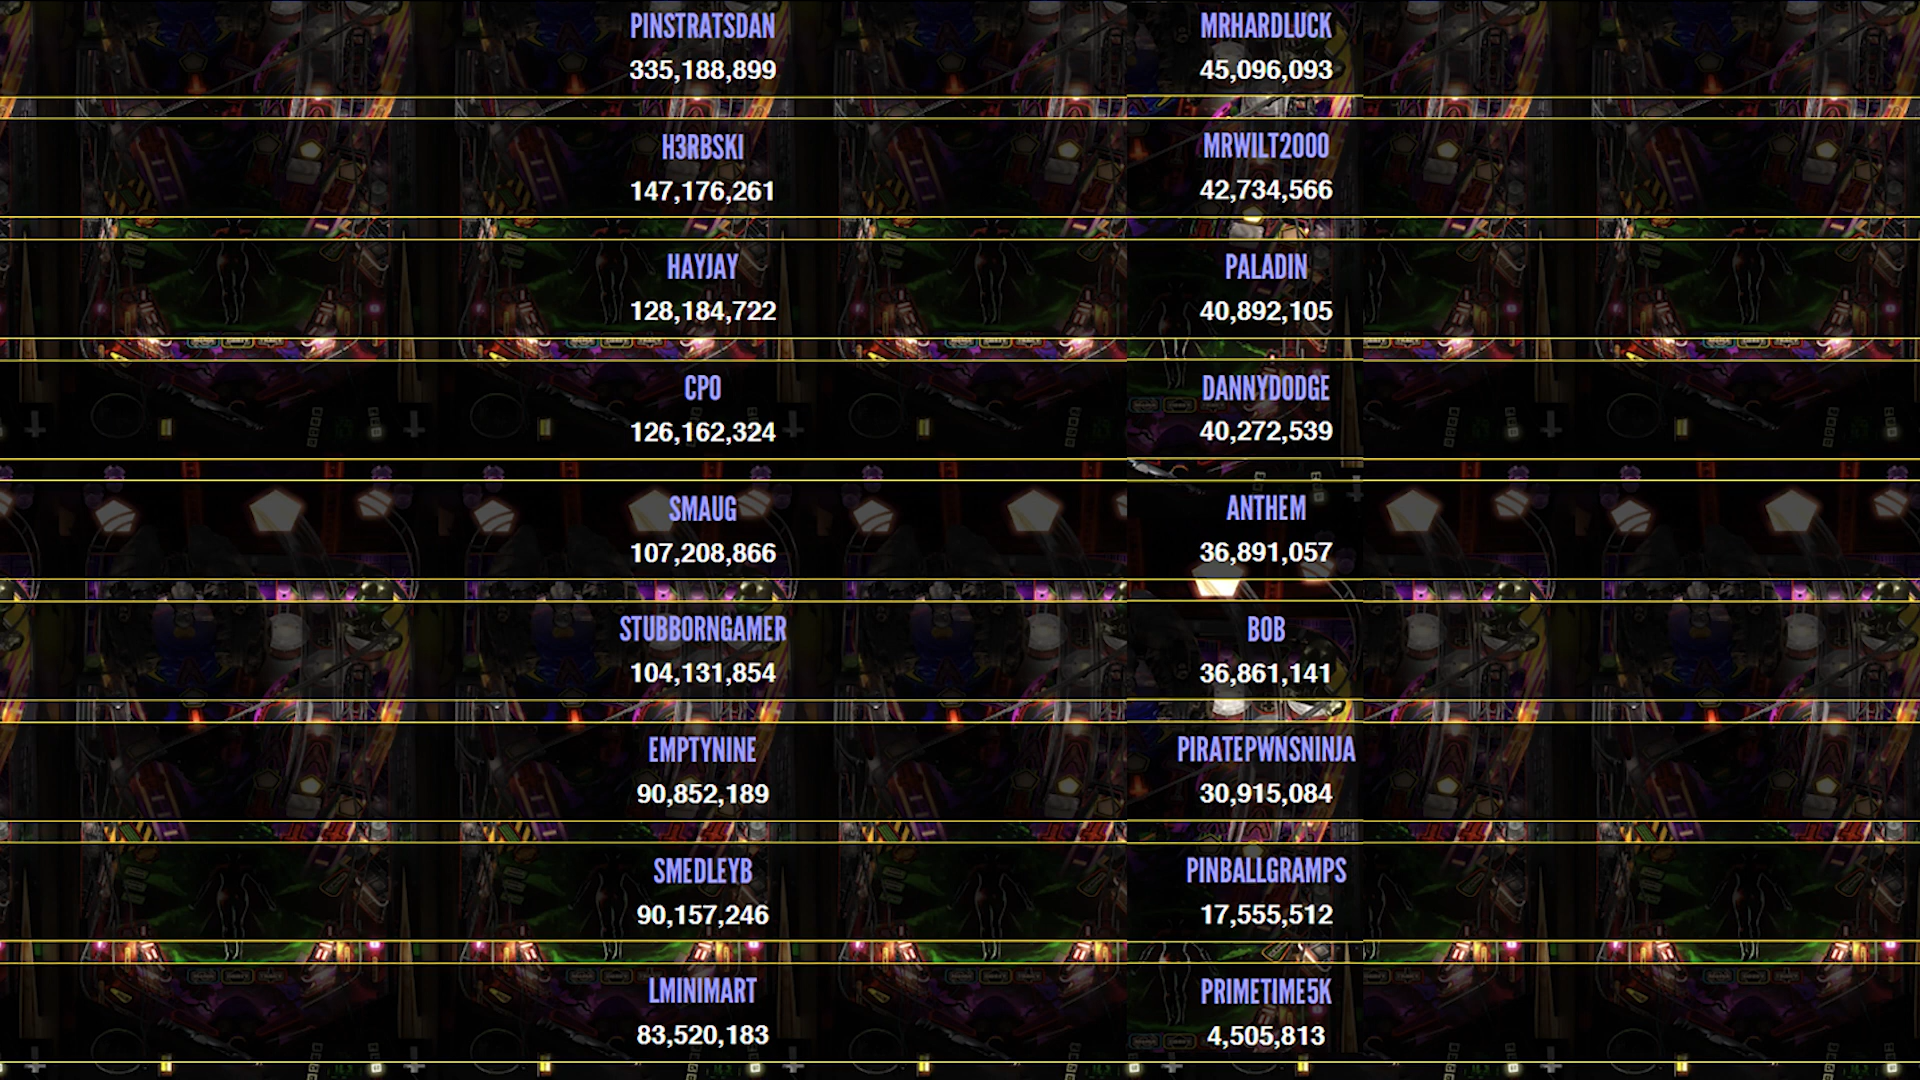 PINSTRATSDAN
335,188,899
H3RBSKI
147,176,261
HAYJAY
128,184,722
CPO
126,162,324
SMAUG
107,208,866
STUBBORNGAMER
104,131,854
EMPTYNINE
90,852,189
SMEDLEYB
90,157,246
LMINIMART
83,520,183
MRHARDLUCK
45,096,093
MRWILT2000
42,734,566
PALADIN
40,892,105
DANNYDODGE
40,272,539
ANTHEM
36,891,057
BOB
36,861,141
PIRATEPWNSNINJA
30,915,084
PINBALLGRAMPS
17,555,512
PRIMETIME5K
4,505,813